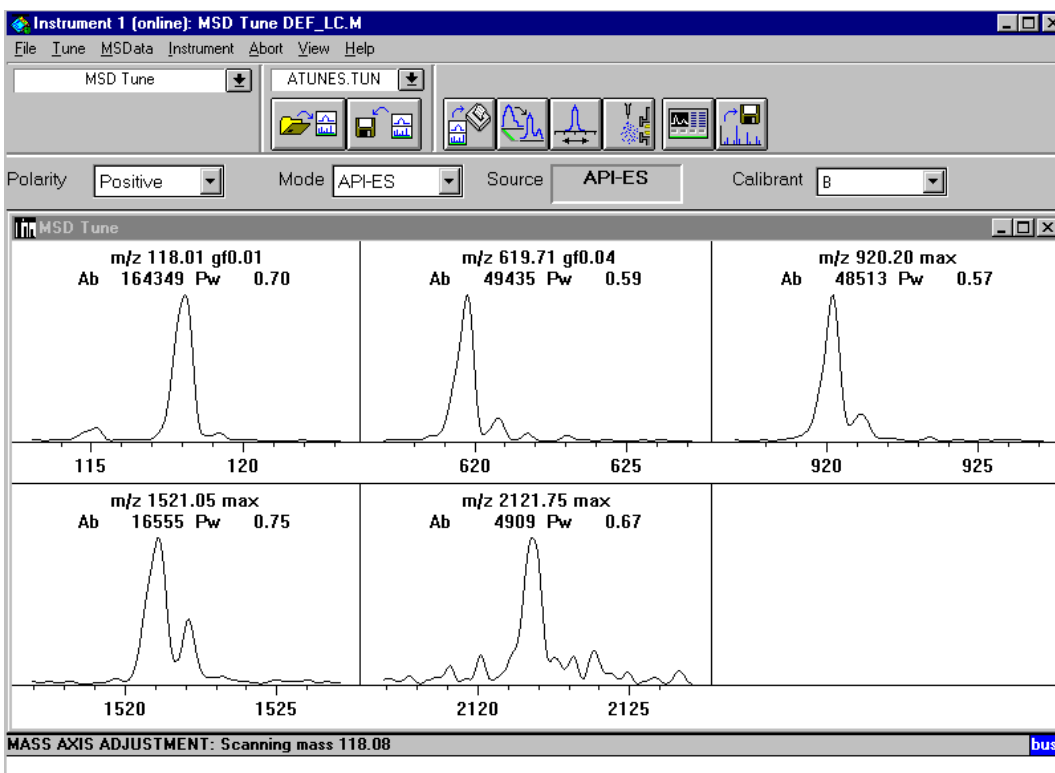 Instrument 1 (online): MSD Tune DEF_LC.M
File Tune MSData Instrument Abort View Help
MSD Tune ATUNES.TUN
Polarity Positive Mode API-ES Source API-ES Calibrant B
MSD Tune
m/z 118.01 gf0.01
Ab 164349 Pw 0.70
115 120
m/z 619.71 gf0.04
Ab 49435 Pw 0.59
620 625
m/z 920.20 max
Ab 48513 Pw 0.57
920 925
m/z 1521.05 max
Ab 16555 Pw 0.75
1520 1525
m/z 2121.75 max
Ab 4909 Pw 0.67
2120 2125
MASS AXIS ADJUSTMENT: Scanning mass 118.08 bus